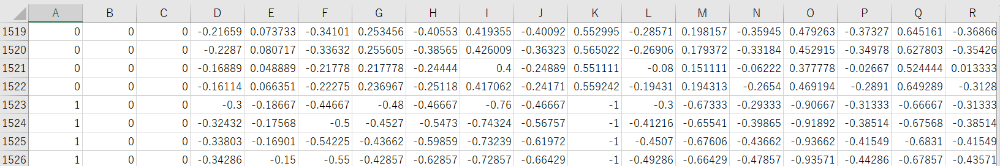 A B C D E F G H I J K L M N O P Q R
1519 0 0 0 -0.21659 0.073733 -0.34101 0.253456 -0.40553 0.419355 -0.40092 0.552995 -0.28571 0.198157 -0.35945 0.479263 -0.37327 0.645161 -0.36866
1520 0 0 0 -0.2287 0.080717 -0.33632 0.255605 -0.38565 0.426009 -0.36323 0.565022 -0.26906 0.179372 -0.33184 0.452915 -0.34978 0.627803 -0.35426
1521 0 0 0 -0.16889 0.048889 -0.21778 0.217778 -0.24444 0.4 -0.24889 0.551111 -0.08 0.151111 -0.06222 0.377778 -0.02667 0.524444 0.013333
1522 0 0 0 -0.16114 0.066351 -0.22275 0.236967 -0.25118 0.417062 -0.24171 0.559242 -0.19431 0.194313 -0.2654 0.469194 -0.2891 0.649289 -0.3128
1523 1 0 0 -0.3 -0.18667 -0.44667 -0.48 -0.46667 -0.76 -0.46667 -1 -0.3 -0.67333 -0.29333 -0.90667 -0.31333 -0.66667 -0.31333
1524 1 0 0 -0.32432 -0.17568 -0.5 -0.4527 -0.5473 -0.74324 -0.56757 -1 -0.41216 -0.65541 -0.39865 -0.91892 -0.38514 -0.67568 -0.38514
1525 1 0 0 -0.33803 -0.16901 -0.54225 -0.43662 -0.59859 -0.73239 -0.61972 -1 -0.4507 -0.67606 -0.43662 -0.93662 -0.41549 -0.6831 -0.41549
1526 1 0 0 -0.34286 -0.15 -0.55 -0.42857 -0.62857 -0.72857 -0.66429 -1 -0.49286 -0.66429 -0.47857 -0.93571 -0.44286 -0.67857 -0.43571